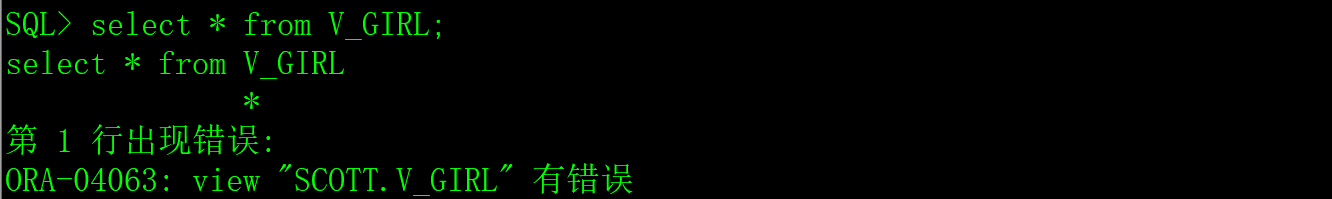 SQL> select * from V_GIRL;
select * from V_GIRL
              *
第 1 行出现错误:
ORA-04063: view "SCOTT.V_GIRL" 有错误